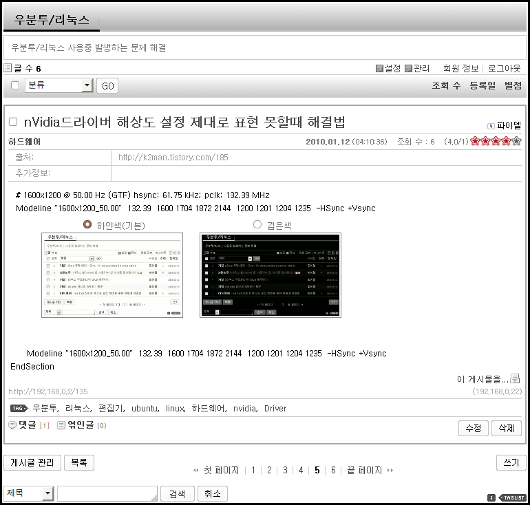 우분투/리눅스
우분투/리눅스 사용중 발생하는 문제 해결
글 수 6 설정 관리 회원 정보 로그아웃
분류 GO 조회 수 등록일 별점
nVidia드라이버 해상도 설정 제대로 표현 못할때 해결법 파이멜
하드웨어 2010.01.12 (04:10:36) 조회 수 : 6 (4.0/1)
출처: http://k2man.tistory.com/185
추가정보:
# 1600x1200 @ 50.00 Hz (GTF) hsync: 61.75 kHz; pclk: 132.39 MHz
Modeline "1600x1200_50.00" 132.39 1600 1704 1872 2144 1200 1201 1204 1235 -HSync +Vsync
하얀색(기본) 검은색
Modeline "1600x1200_50.00" 132.39 1600 1704 1872 2144 1200 1201 1204 1235 -HSync +Vsync
EndSection
이 게시물을...
http://192.168.0.2/135 (192.168.0.22)
우분투, 리눅스, 편집기, ubuntu, linux, 하드웨어, nvidia, Driver
댓글 [1] 엮인글 (0)
수정 삭제
게시글 관리 목록 첫 페이지 1 2 3 4 5 6 끝 페이지 쓰기
제목 검색 취소 TAG LIST